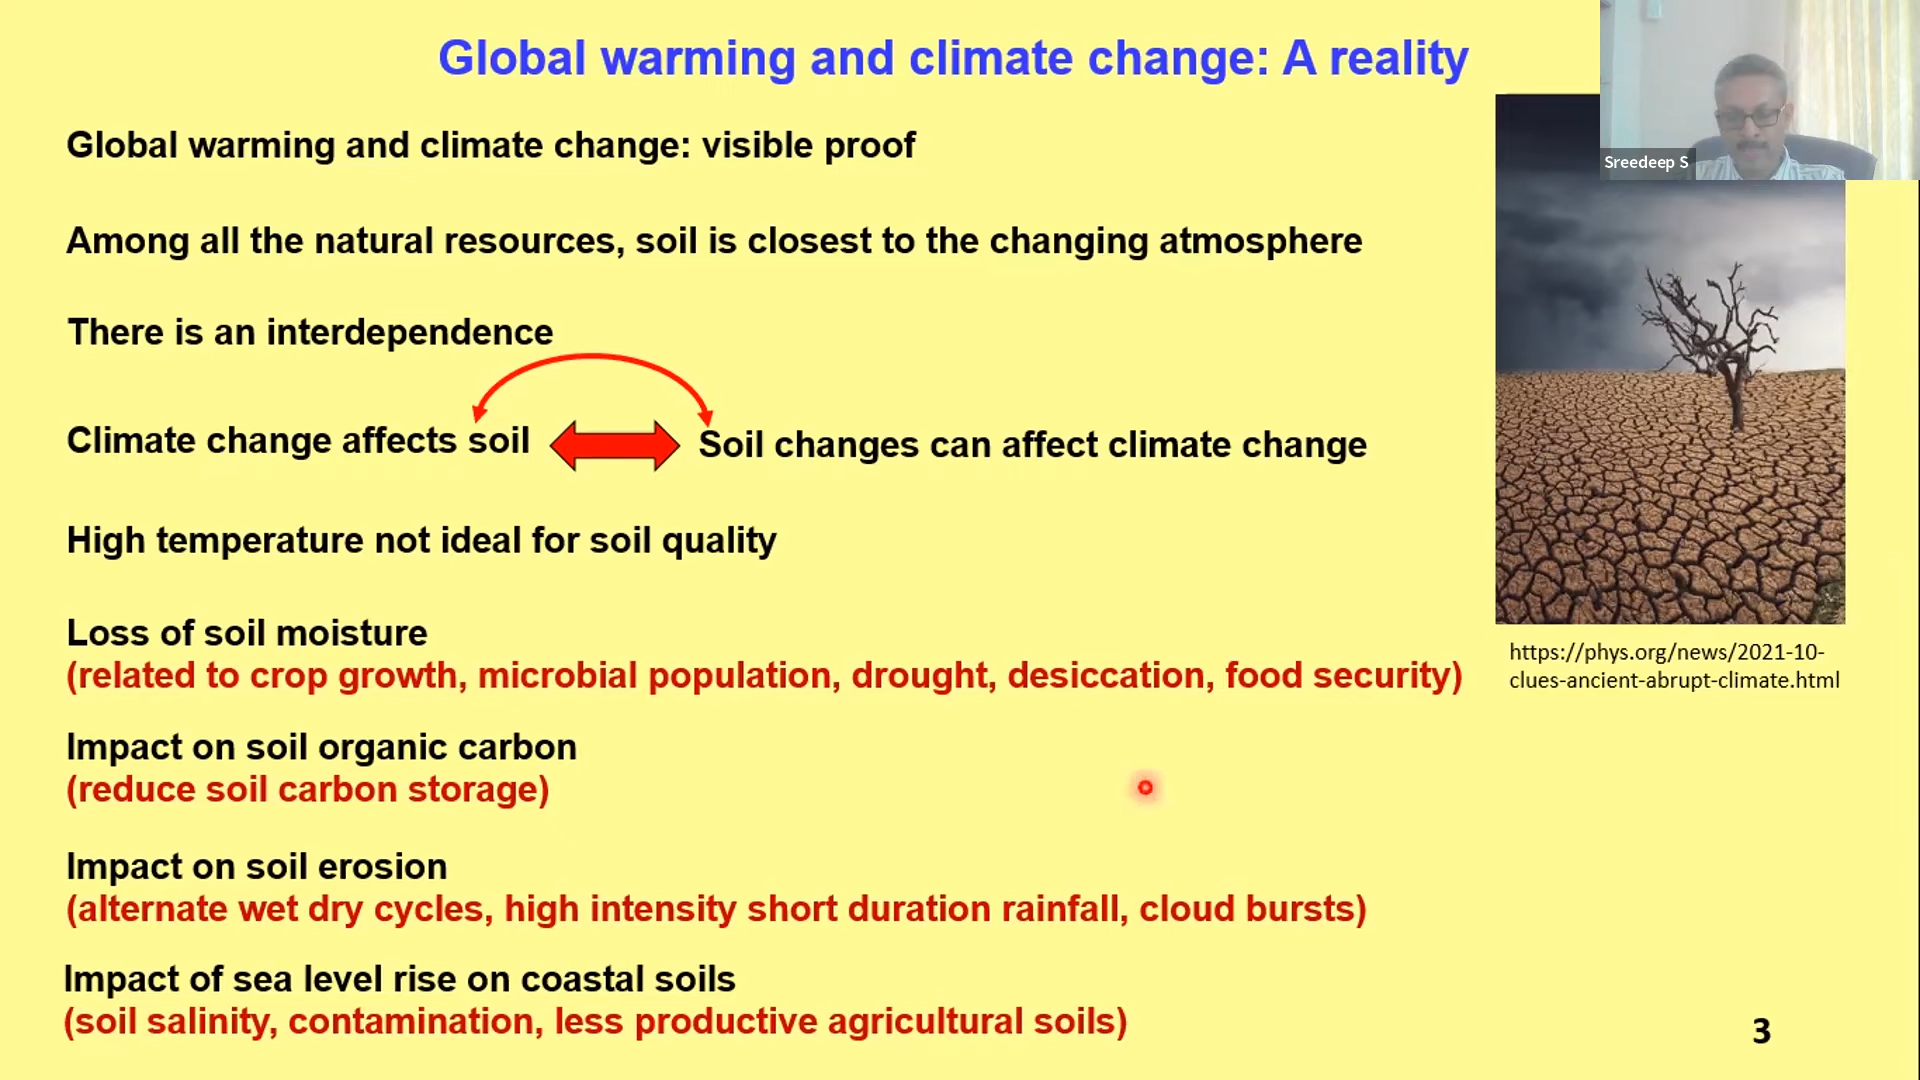 Global warming and climate change: A reality
Sreedeep S
Global warming and climate change: visible proof
Among all the natural resources, soil is closest to the changing atmosphere
There is an interdependence
Climate change affects soil
Soil changes can affect climate change
High temperature not ideal for soil quality
Loss of soil moisture
(related to crop growth, microbial population, drought, desiccation, food security)
https://phys.org/news/2021-10-
clues-ancient-abrupt-climate.html
Impact on soil organic carbon
(reduce soil carbon storage)
Impact on soil erosion
(alternate wet dry cycles, high intensity short duration rainfall, cloud bursts)
Impact of sea level rise on coastal soils
(soil salinity, contamination, less productive agricultural soils)
3